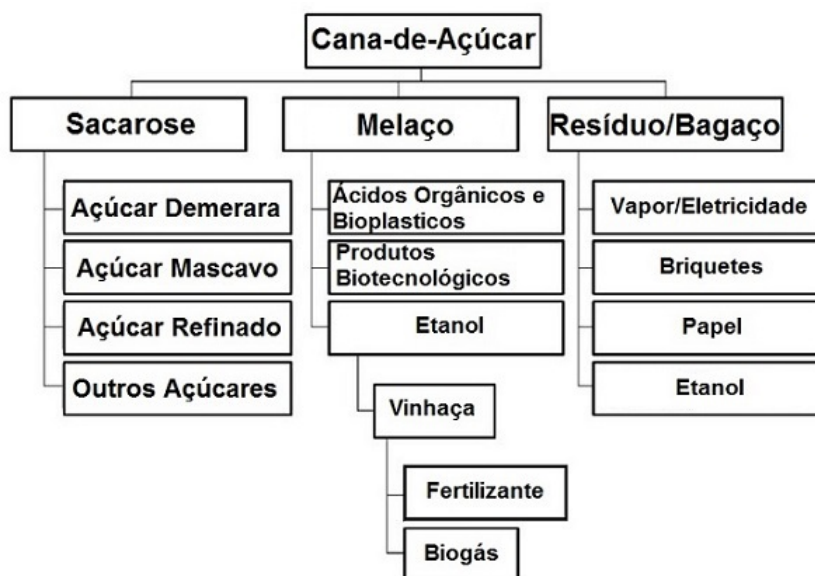 Cana-de-Açúcar
Sacarose
Açúcar Demerara
Açúcar Mascavo
Açúcar Refinado
Outros Açúcares
Melaço
Ácidos Orgânicos e
Bioplasticos
Produtos
Biotecnológicos
Etanol
Vinhaça
Fertilizante
Biogás
Resíduo/Bagaço
Vapor/Eletricidade
Briquetes
Papel
Etanol